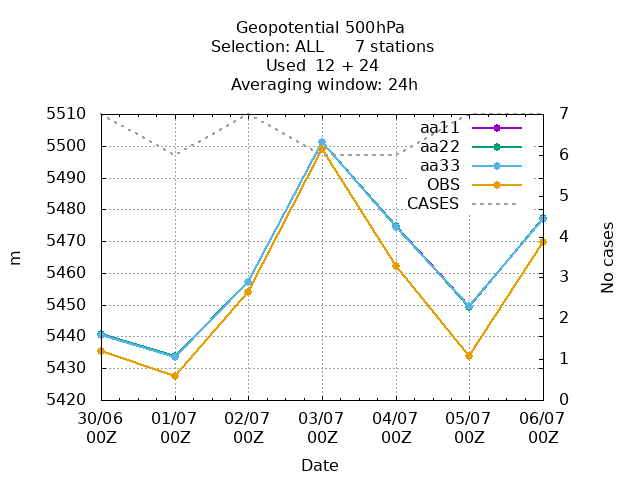 Geopotential 500hPa
Selection: ALL 7 stations
Used 12 + 24
Averaging window: 24h
5510
5500
5490
5480
5470
5460
5450
5440
5430
5420
m
7
6
5
4
3
2
1
0
No cases
aa11
aa22
aa33
OBS
CASES
30/06 01/07 02/07 03/07 04/07 05/07 06/07
00Z 00Z 00Z 00Z 00Z 00Z 00Z
Date